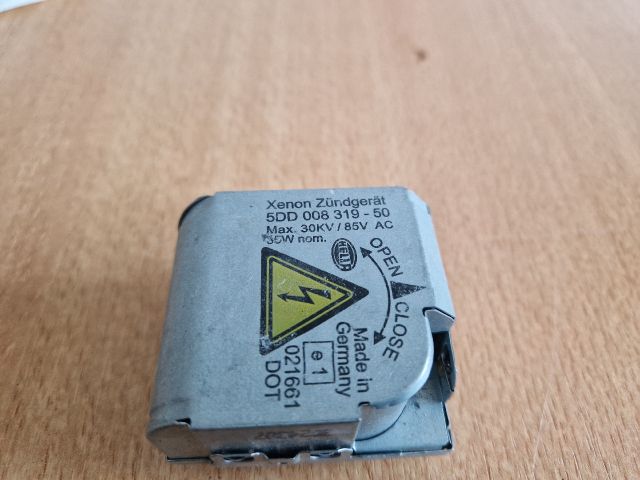 Xenon Zündgerät
5DD 008 319 - 50
Max. 30KV / 85V AC
35W nom.
HELLA
OPEN
CLOSE
Made in
Germany
e 1
021661
DOT